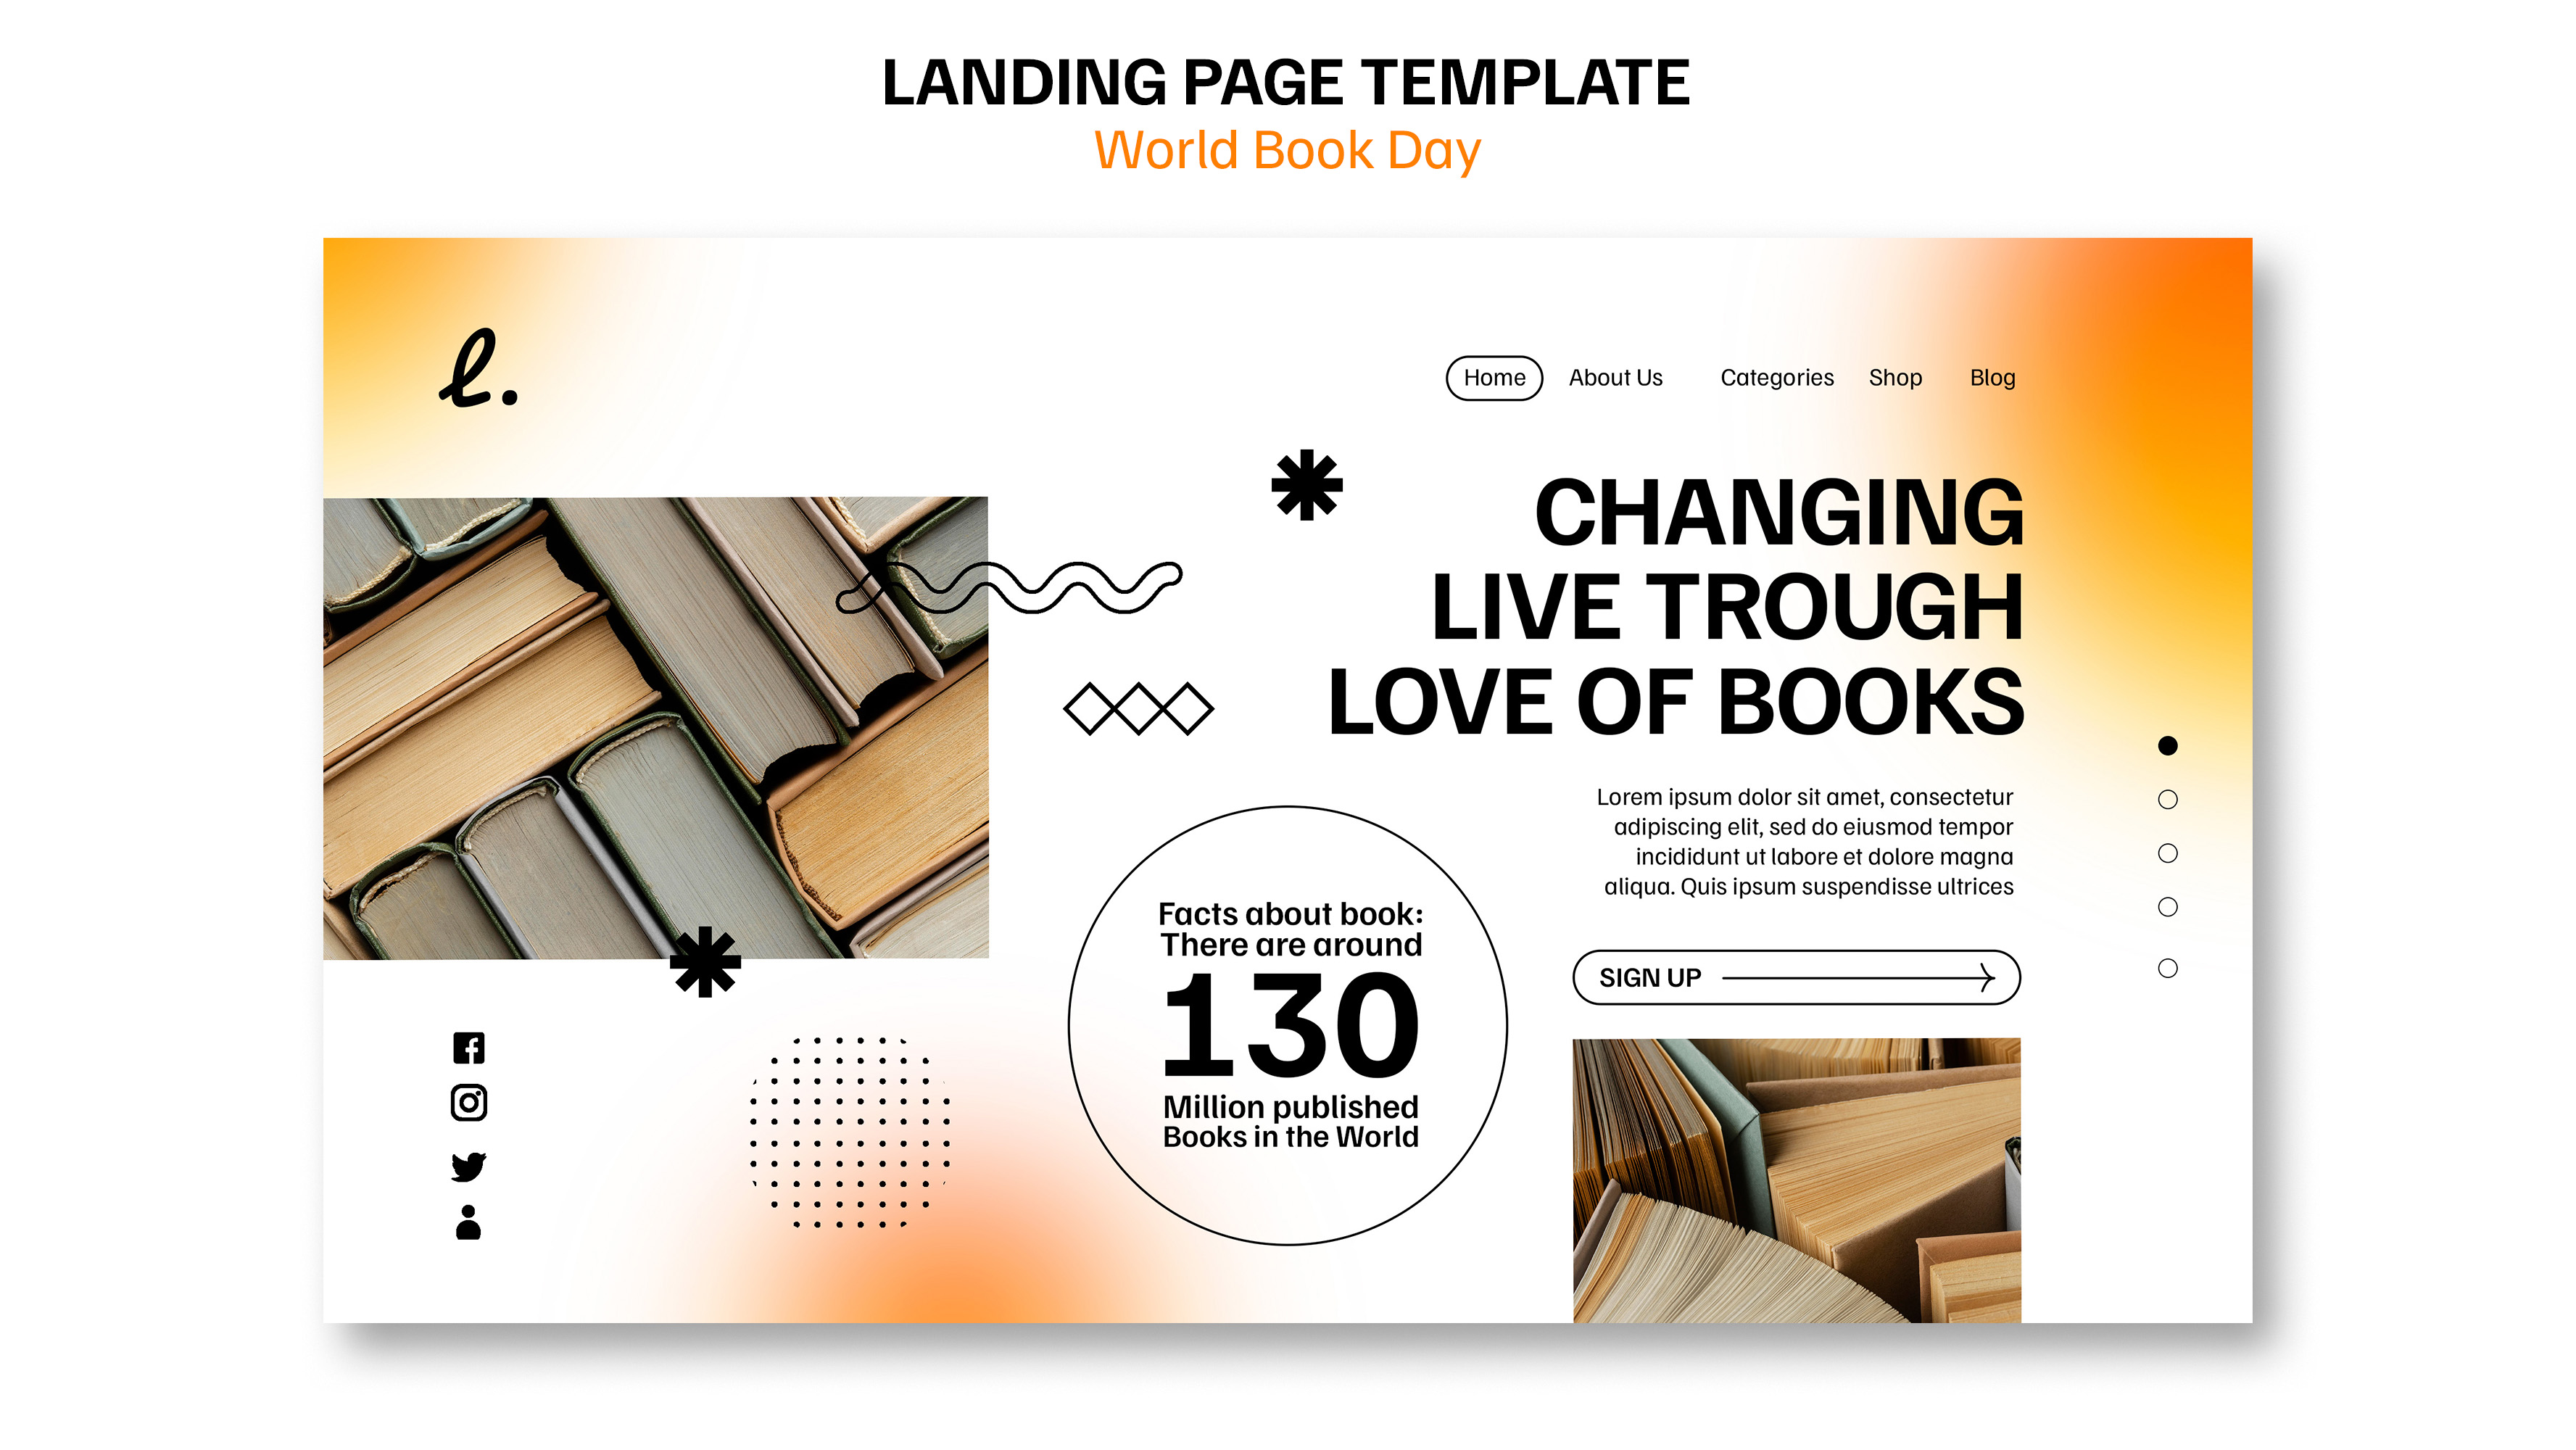 LANDING PAGE TEMPLATE
World Book Day
l.
Home About Us Categories Shop Blog
CHANGING
LIVE TROUGH
LOVE OF BOOKS
Lorem ipsum dolor sit amet, consectetur
adipiscing elit, sed do eiusmod tempor
incididunt ut labore et dolore magna
aliqua. Quis ipsum suspendisse ultrices
SIGN UP
Facts about book:
There are around
130
Million published
Books in the World